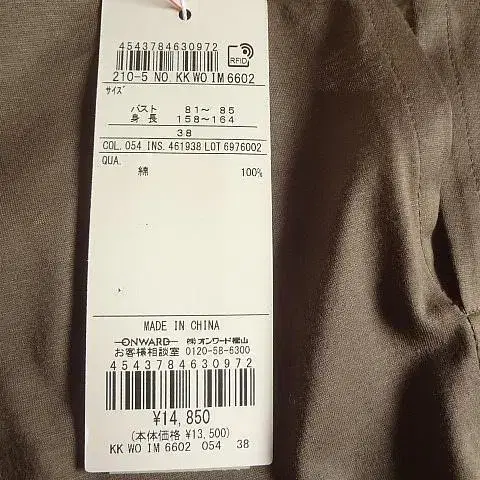 4543784630972
RFID
210-5 NO. KK WO IM 6602
サイズ
バスト 81～ 85
身長 158～164
38
COL. 054 INS. 461938 LOT 6976002
QUA.
綿 100%
MADE IN CHINA
ONWARD ㈱オンワード樫山
お客様相談室 0120-58-6300
4543784630972
¥14,850
(本体価格 ¥13,500)
KK WO IM 6602 054 38